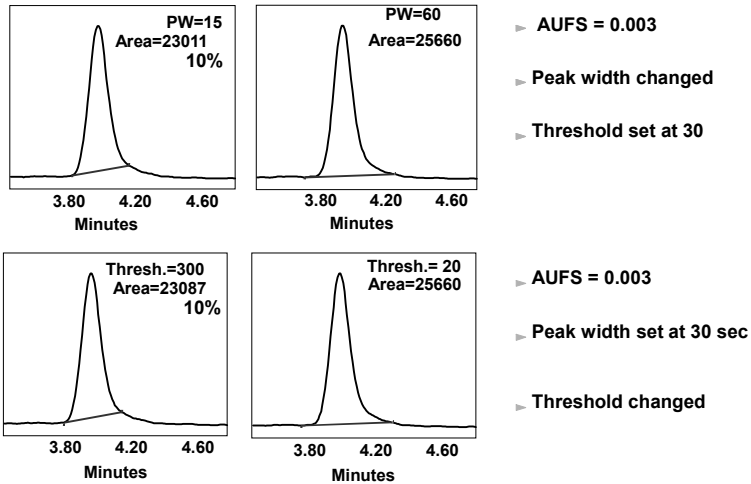 PW=15
Area=23011
10%
3.80 4.20 4.60
Minutes
PW=60
Area=25660
3.80 4.20 4.60
Minutes
AUFS = 0.003
Peak width changed
Threshold set at 30
Thresh.=300
Area=23087
10%
3.80 4.20 4.60
Minutes
Thresh.= 20
Area=25660
3.80 4.20 4.60
Minutes
AUFS = 0.003
Peak width set at 30 sec
Threshold changed